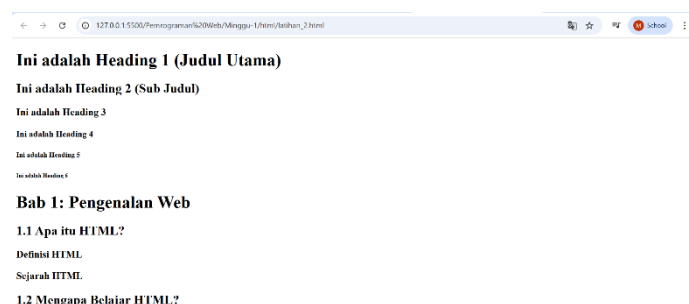 127.0.0.1:5500/Pemrograman%20Web/Minggu-1/html/latihan_2.html
M School
Ini adalah Heading 1 (Judul Utama)
Ini adalah Heading 2 (Sub Judul)
Ini adalah Heading 3
Ini adalah Heading 4
Ini adalah Heading 5
Ini adalah Heading 6
Bab 1: Pengenalan Web
1.1 Apa itu HTML?
Definisi HTML
Sejarah HTML
1.2 Mengapa Belajar HTML?